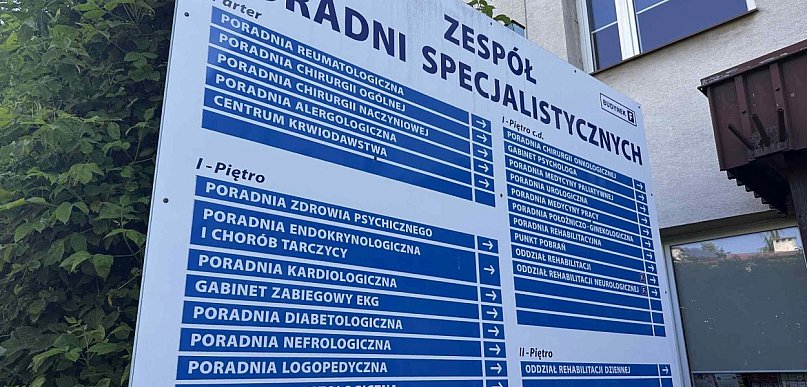 ZESPÓŁ
PORADNI SPECJALISTYCZNYCH
Parter
PORADNIA REUMATOLOGICZNA
PORADNIA CHIRURGII OGÓLNEJ
PORADNIA CHIRURGII NACZYNIOWEJ
PORADNIA ALERGOLOGICZNA
CENTRUM KRWIODAWSTWA
I - Piętro
PORADNIA ZDROWIA PSYCHICZNEGO
PORADNIA ENDOKRYNOLOGICZNA
I CHORÓB TARCZYCY
PORADNIA KARDIOLOGICZNA
GABINET ZABIEGOWY EKG
PORADNIA DIABETOLOGICZNA
PORADNIA NEFROLOGICZNA
PORADNIA LOGOPEDYCZNA
BUDYNEK F
I - Piętro c.d.
PORADNIA CHIRURGII ONKOLOGICZNEJ
GABINET PSYCHOLOGA
PORADNIA MEDYCYNY PALIATYWNEJ
PORADNIA UROLOGICZNA
PORADNIA MEDYCYNY PRACY
PORADNIA POŁOŻNICZO-GINEKOLOGICZNA
PORADNIA REHABILITACYJNA
PUNKT POBRAŃ
ODDZIAŁ REHABILITACJI
ODDZIAŁ REHABILITACJI NEUROLOGICZNEJ
II - Piętro
ODDZIAŁ REHABILITACJI DZIENNEJ